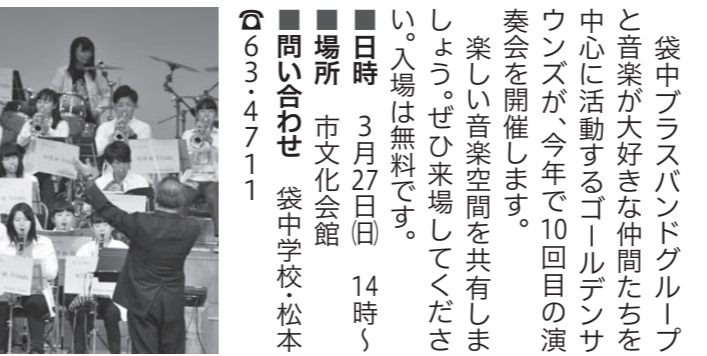 袋中ブラスバンドグループ
と音楽が大好きな仲間たちを
中心に活動するゴールデンサ
ウンズが、今年で10回目の演
奏会を開催します。
楽しい音楽空間を共有しま
しょう。ぜひ来場してくださ
い。入場は無料です。
■日時　3月27日㈰　14時〜
■場所　市文化会館
■問い合わせ　袋中学校・松本
☎63・4711